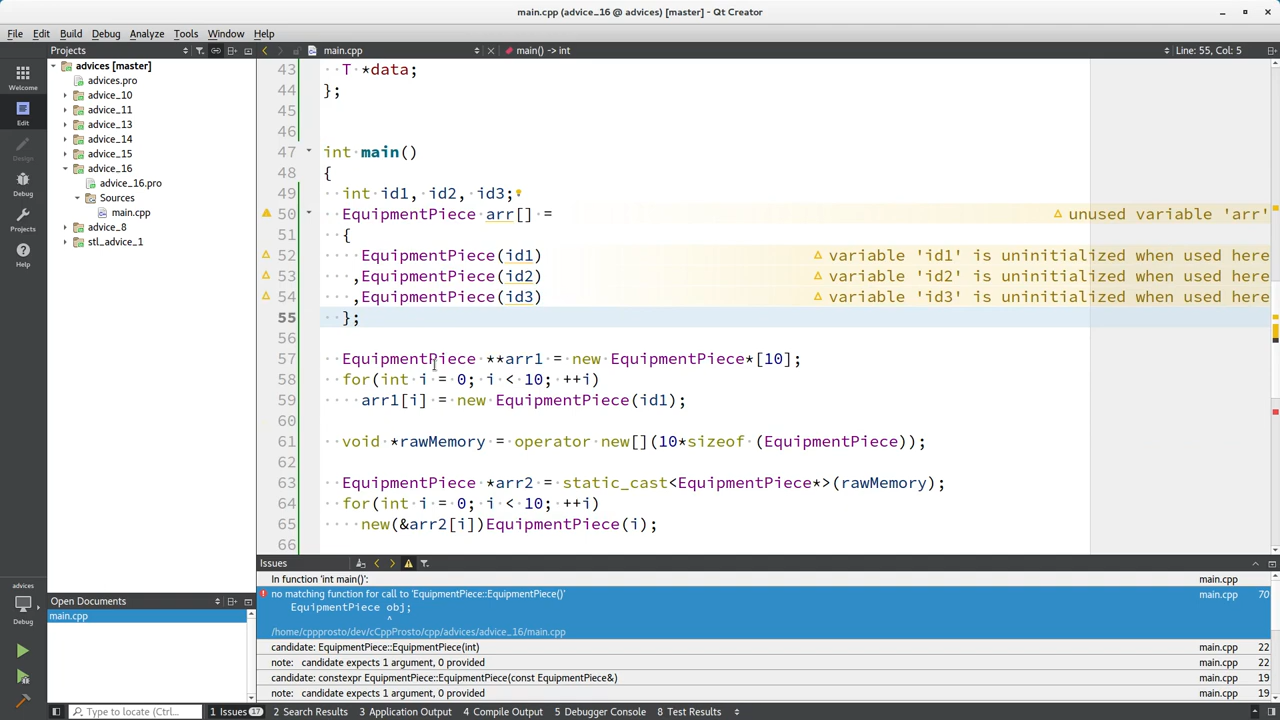 main.cpp (advice_16 @ advices) [master] - Qt Creator
File Edit Build Debug Analyze Tools Window Help
Projects
main.cpp
main() -> int
Line: 55, Col: 5
Welcome
Edit
Design
Debug
Projects
Help
advices [master]
advices.pro
advice_10
advice_11
advice_13
advice_14
advice_15
advice_16
advice_16.pro
Sources
main.cpp
advice_8
stl_advice_1
43 T *data;
44 };
45
46
47 int main()
48 {
49 int id1, id2, id3;
50 EquipmentPiece arr[] = unused variable 'arr'
51 {
52 EquipmentPiece(id1) variable 'id1' is uninitialized when used here
53 ,EquipmentPiece(id2) variable 'id2' is uninitialized when used here
54 ,EquipmentPiece(id3) variable 'id3' is uninitialized when used here
55 };
56
57 EquipmentPiece **arr1 = new EquipmentPiece*[10];
58 for(int i = 0; i < 10; ++i)
59 arr1[i] = new EquipmentPiece(id1);
60
61 void *rawMemory = operator new[](10*sizeof (EquipmentPiece));
62
63 EquipmentPiece *arr2 = static_cast<EquipmentPiece*>(rawMemory);
64 for(int i = 0; i < 10; ++i)
65 new(&arr2[i])EquipmentPiece(i);
66
Issues
In function 'int main()': main.cpp
no matching function for call to 'EquipmentPiece::EquipmentPiece()' main.cpp 70
EquipmentPiece obj;
^
/home/cppprosto/dev/cCppProsto/cpp/advices/advice_16/main.cpp
candidate: EquipmentPiece::EquipmentPiece(int) main.cpp 22
note: candidate expects 1 argument, 0 provided main.cpp 22
candidate: constexpr EquipmentPiece::EquipmentPiece(const EquipmentPiece&) main.cpp 19
note: candidate expects 1 argument, 0 provided main.cpp 19
Open Documents
main.cpp
advices
Debug
Type to locate (Ctrl...
1 Issues 17 2 Search Results 3 Application Output 4 Compile Output 5 Debugger Console 8 Test Results